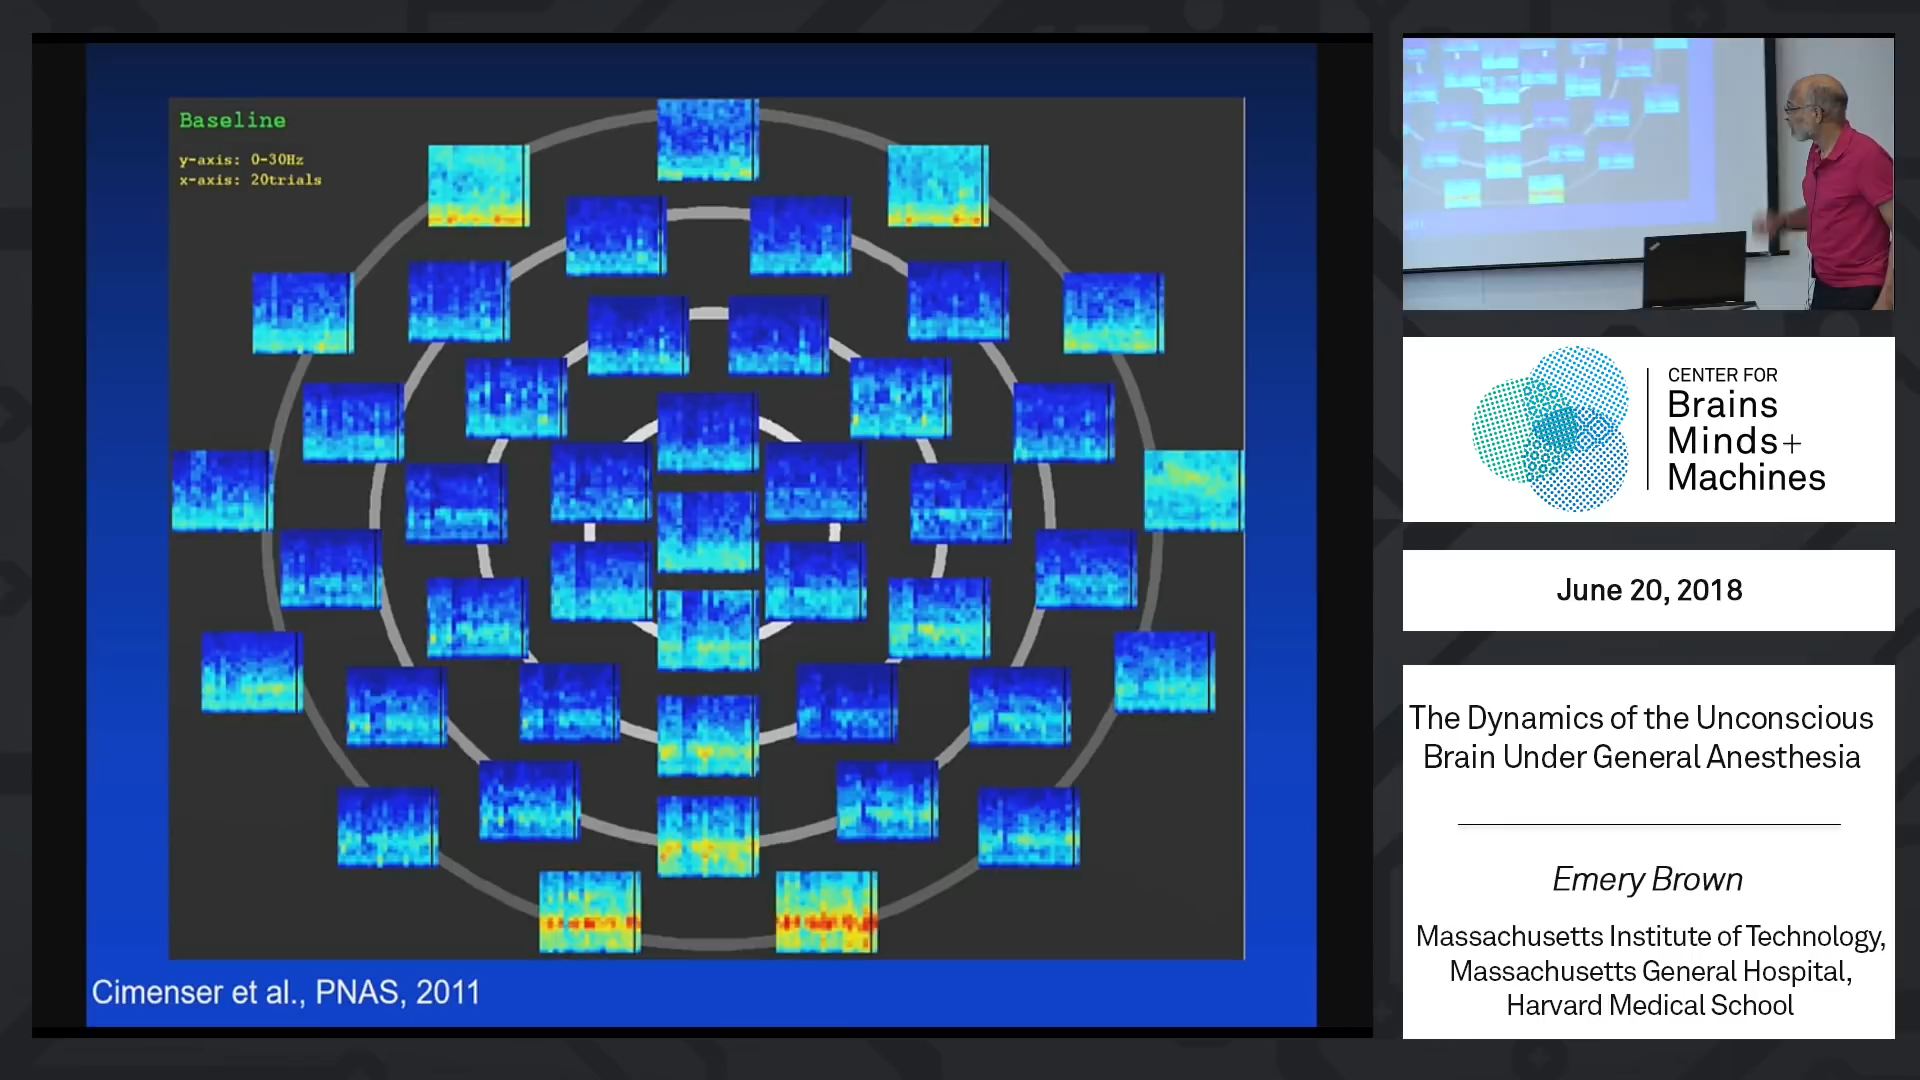 Baseline
y-axis: 0-30Hz
x-axis: 20trials
Cimenser et al., PNAS, 2011
CENTER FOR
Brains
Minds+
Machines
June 20, 2018
The Dynamics of the Unconscious
Brain Under General Anesthesia
Emery Brown
Massachusetts Institute of Technology,
Massachusetts General Hospital,
Harvard Medical School